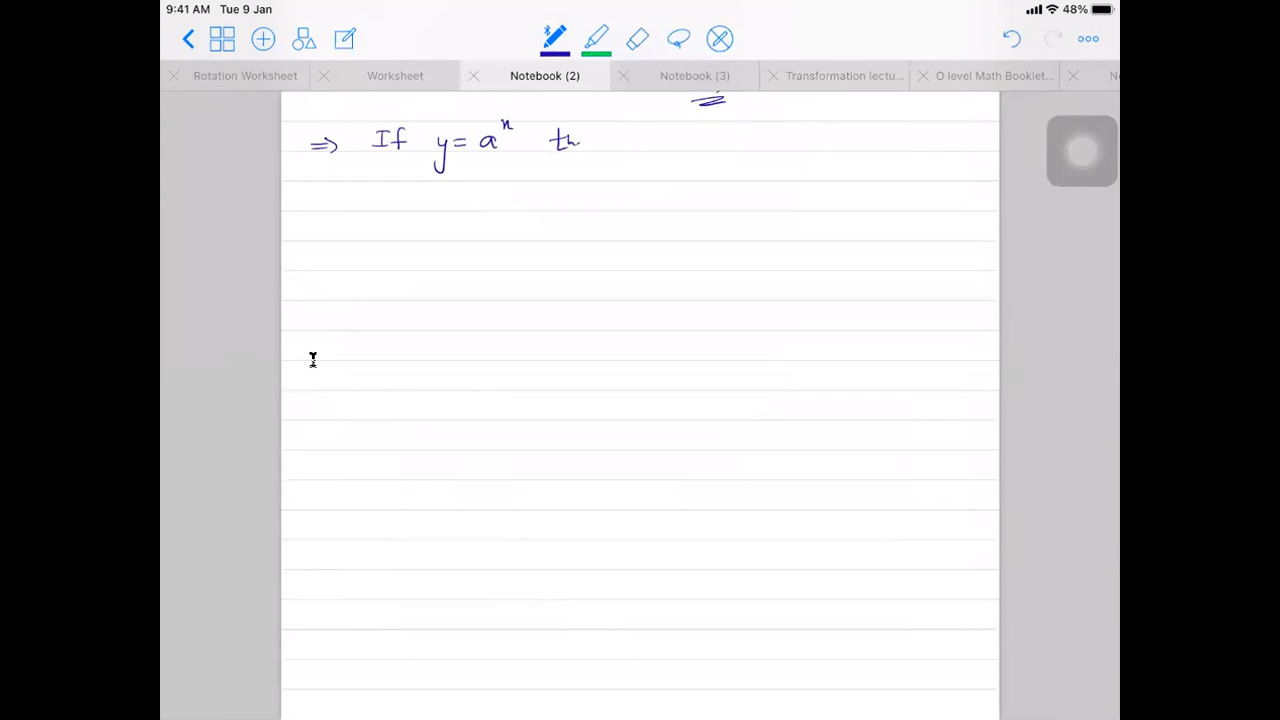 9:41 AM Tue 9 Jan
48%
Rotation Worksheet
Worksheet
Notebook (2)
Notebook (3)
Transformation lectu...
O level Math Booklet...
⇒ If y = aˣ th